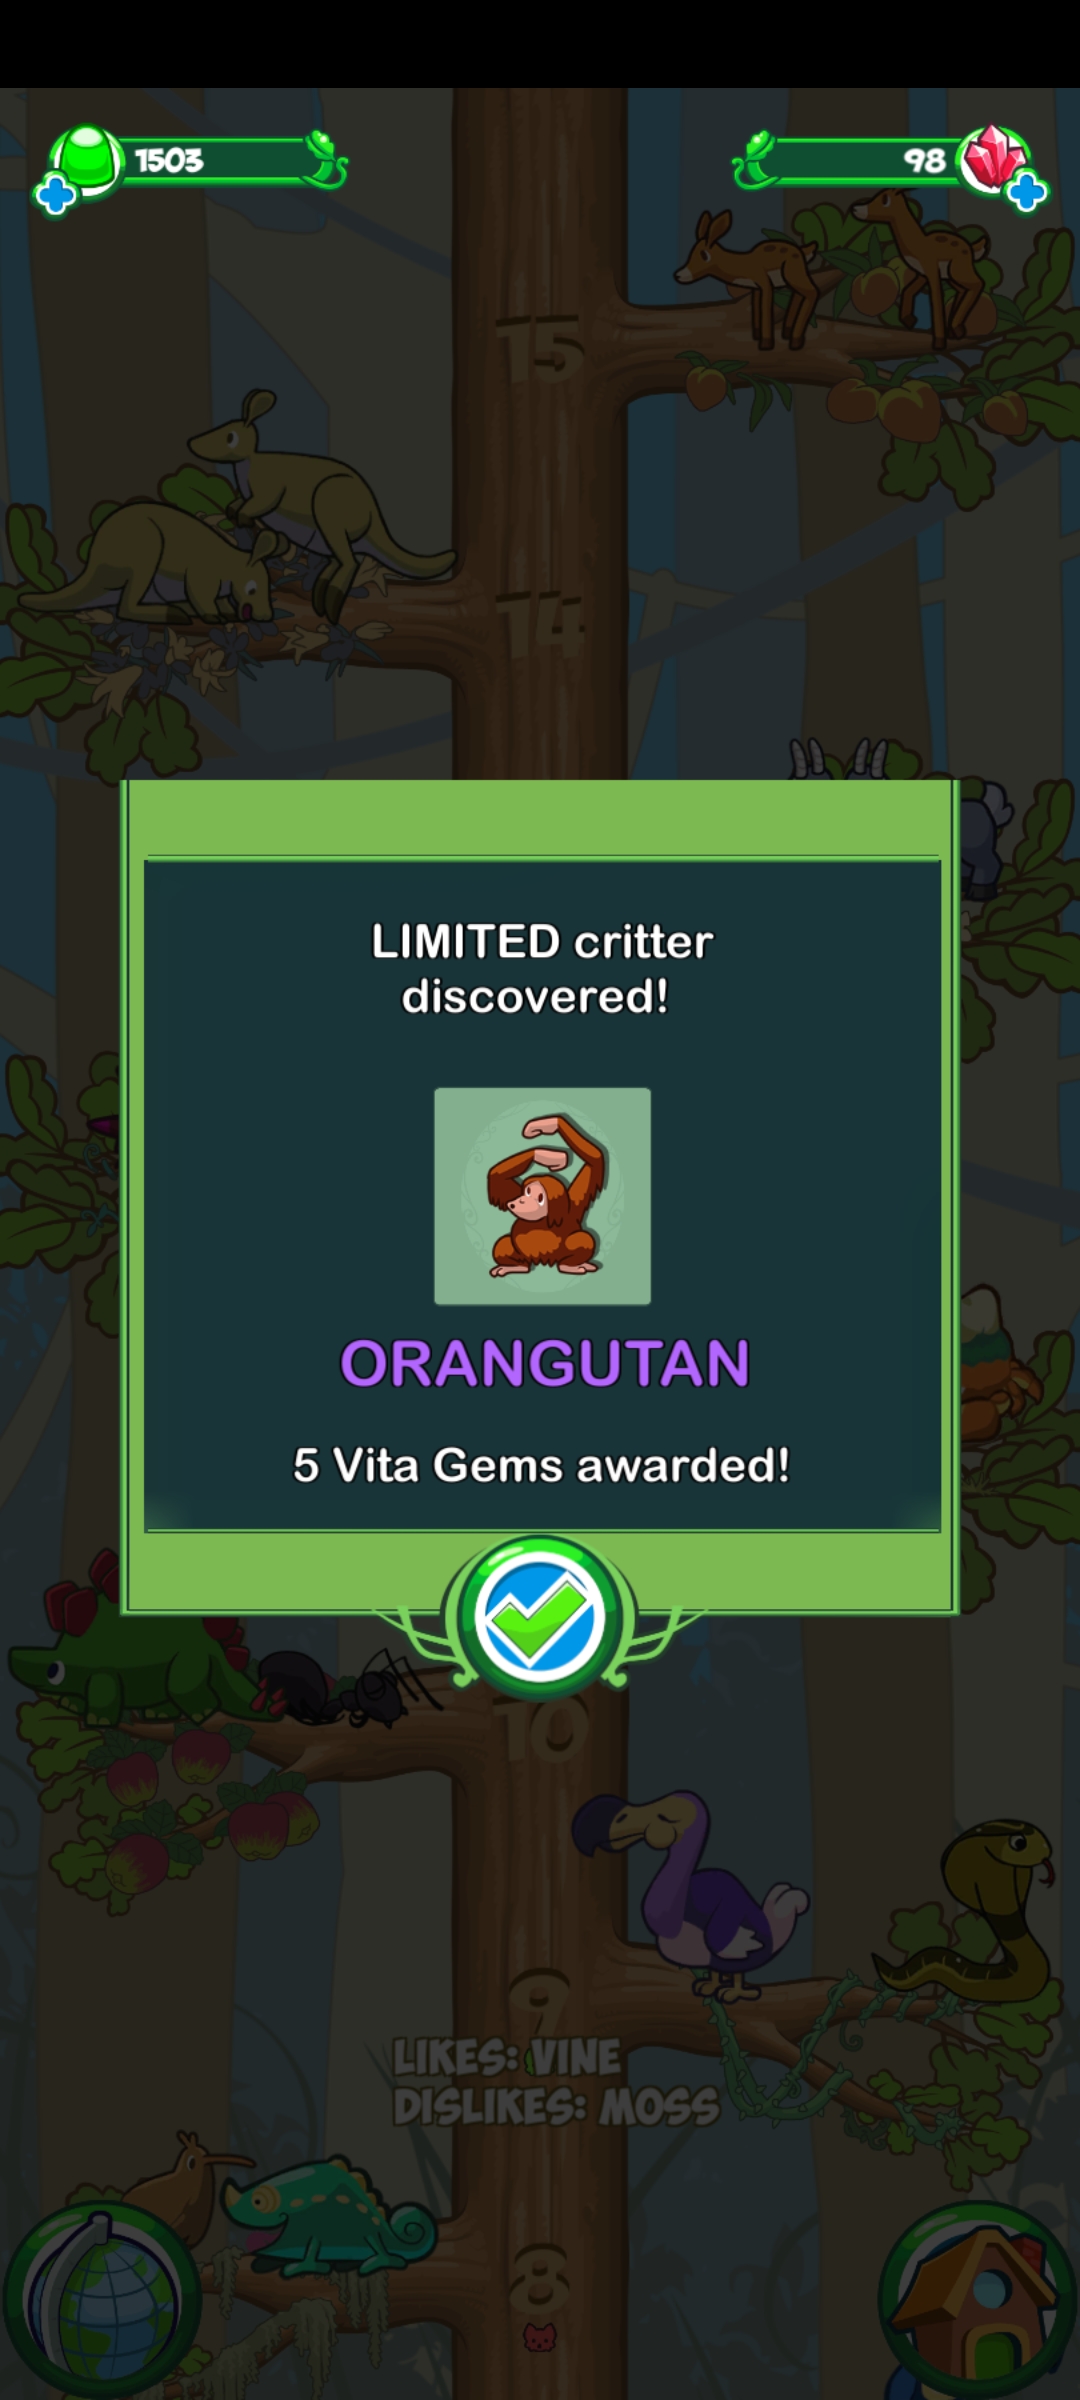 1503
98
15
14
LIMITED critter
discovered!
ORANGUTAN
5 Vita Gems awarded!
10
9
LIKES: VINE
DISLIKES: MOSS
8